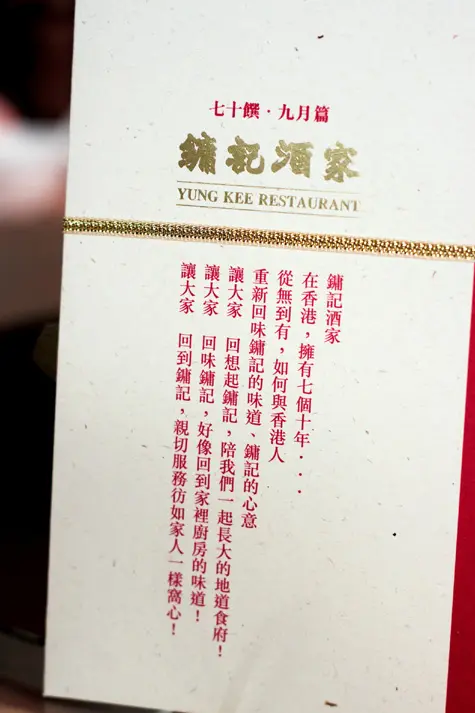 七十饌·九月篇
鏞記酒家
YUNG KEE RESTAURANT
鏞記酒家
在香港，擁有七個十年...
從無到有，如何與香港人
重新回味鏞記的味道、鏞記的心意
讓大家 回想起鏞記，陪我們一起長大的地道食府！
讓大家 回味鏞記，好像回到家裡廚房的味道！
讓大家 回到鏞記，親切服務彷如家人一樣窩心！